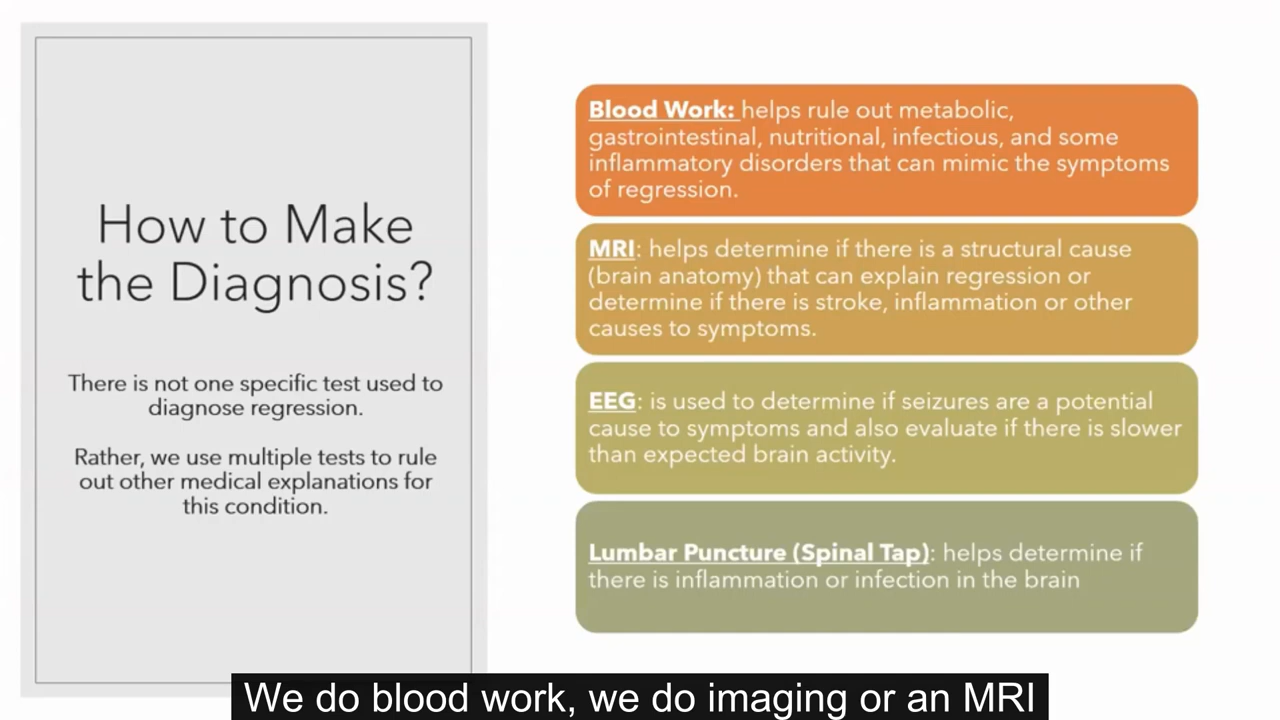 How to Make
the Diagnosis?
There is not one specific test used to
diagnose regression.
Rather, we use multiple tests to rule
out other medical explanations for
this condition.
Blood Work: helps rule out metabolic,
gastrointestinal, nutritional, infectious, and some
inflammatory disorders that can mimic the symptoms
of regression.
MRI: helps determine if there is a structural cause
(brain anatomy) that can explain regression or
determine if there is stroke, inflammation or other
causes to symptoms.
EEG: is used to determine if seizures are a potential
cause to symptoms and also evaluate if there is slower
than expected brain activity.
Lumbar Puncture (Spinal Tap): helps determine if
there is inflammation or infection in the brain
We do blood work, we do imaging or an MRI